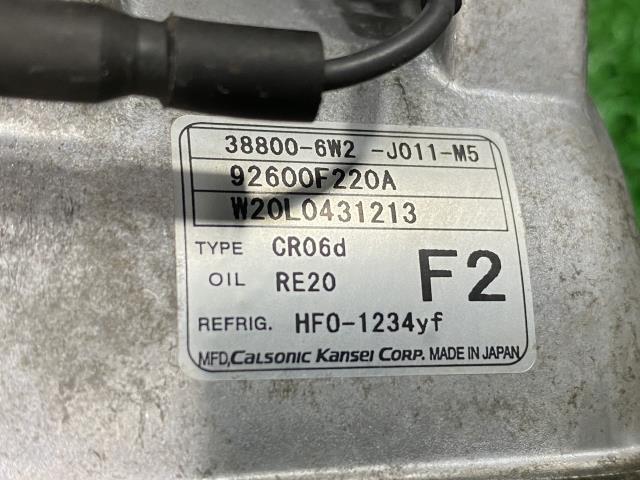 38800-6W2 -J011-M5
92600F220A
W20L0431213
TYPE CR06d
OIL RE20
F2
REFRIG. HFO-1234yf
MFD, CALSONIC KANSEI CORP. MADE IN JAPAN